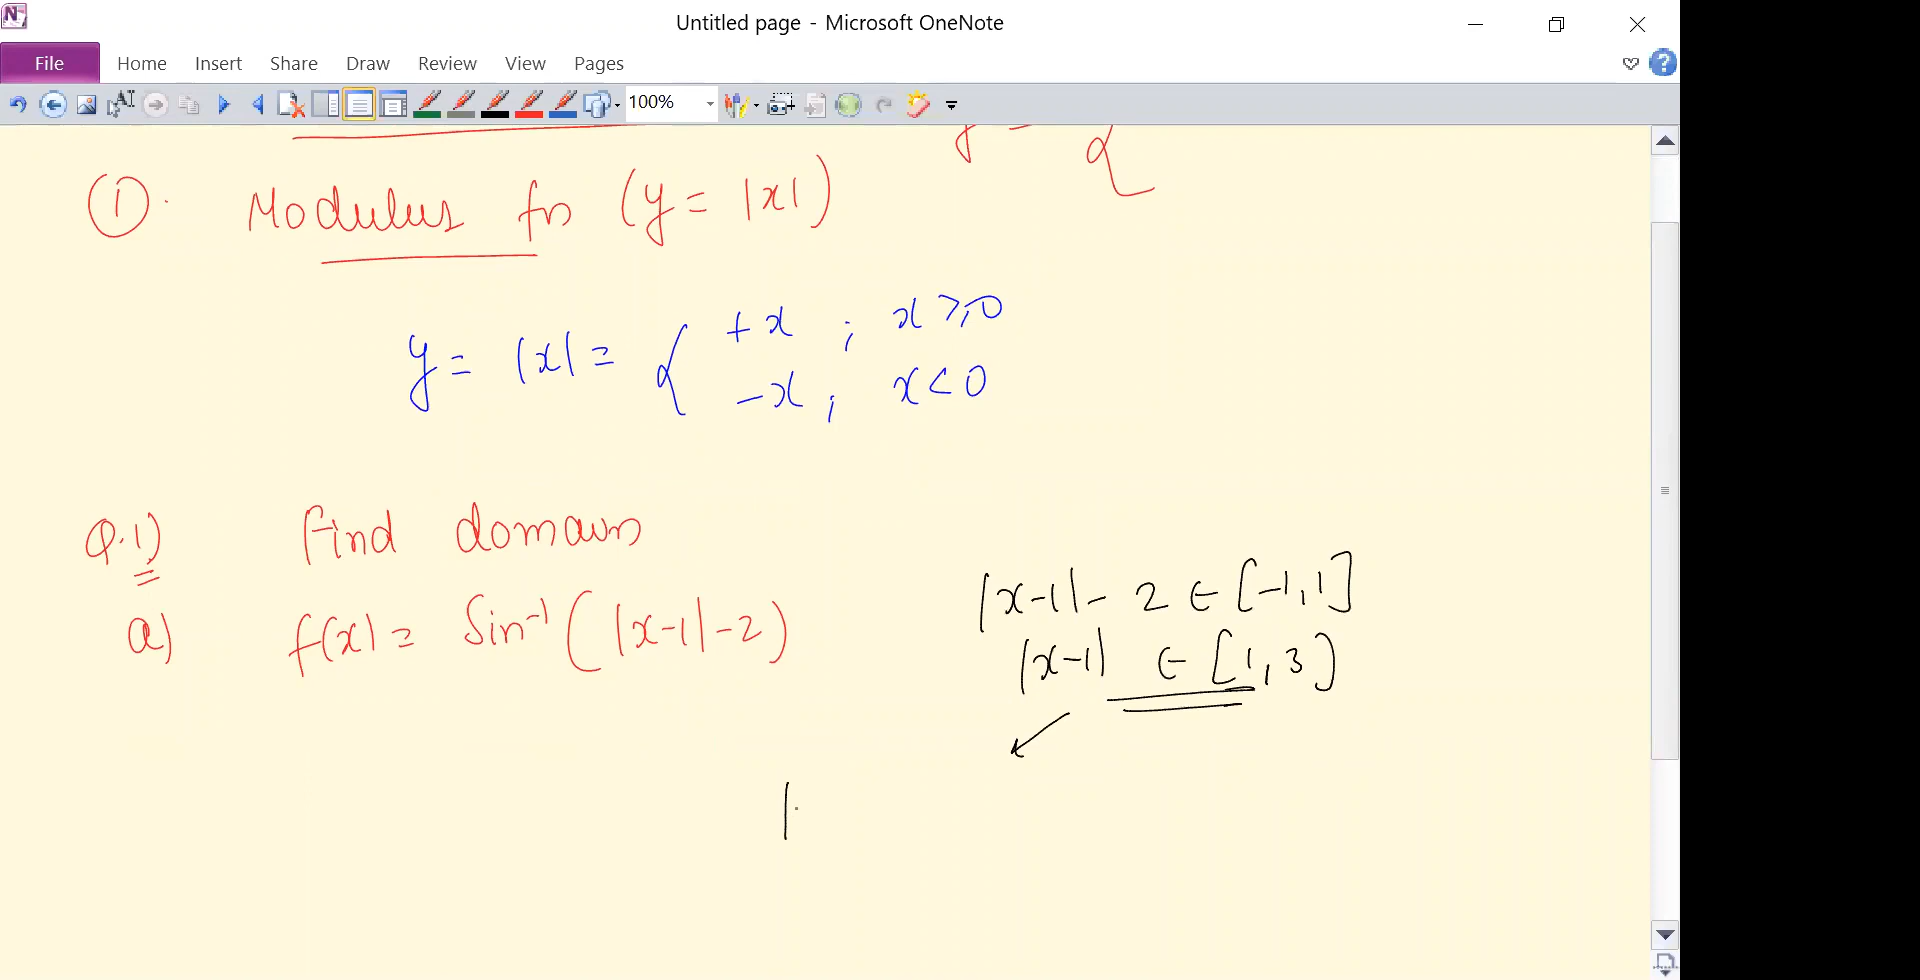 Untitled page - Microsoft OneNote
File Home Insert Share Draw Review View Pages
100%
① Modulus fn (y = |x|)
y = |x| = { +x ; x ≥ 0
-x ; x < 0
Q.1) Find domain
a) f(x) = Sin⁻¹ ( |x-1| - 2 )
|x-1| - 2 ∈ [-1, 1]
|x-1| ∈ [1, 3]